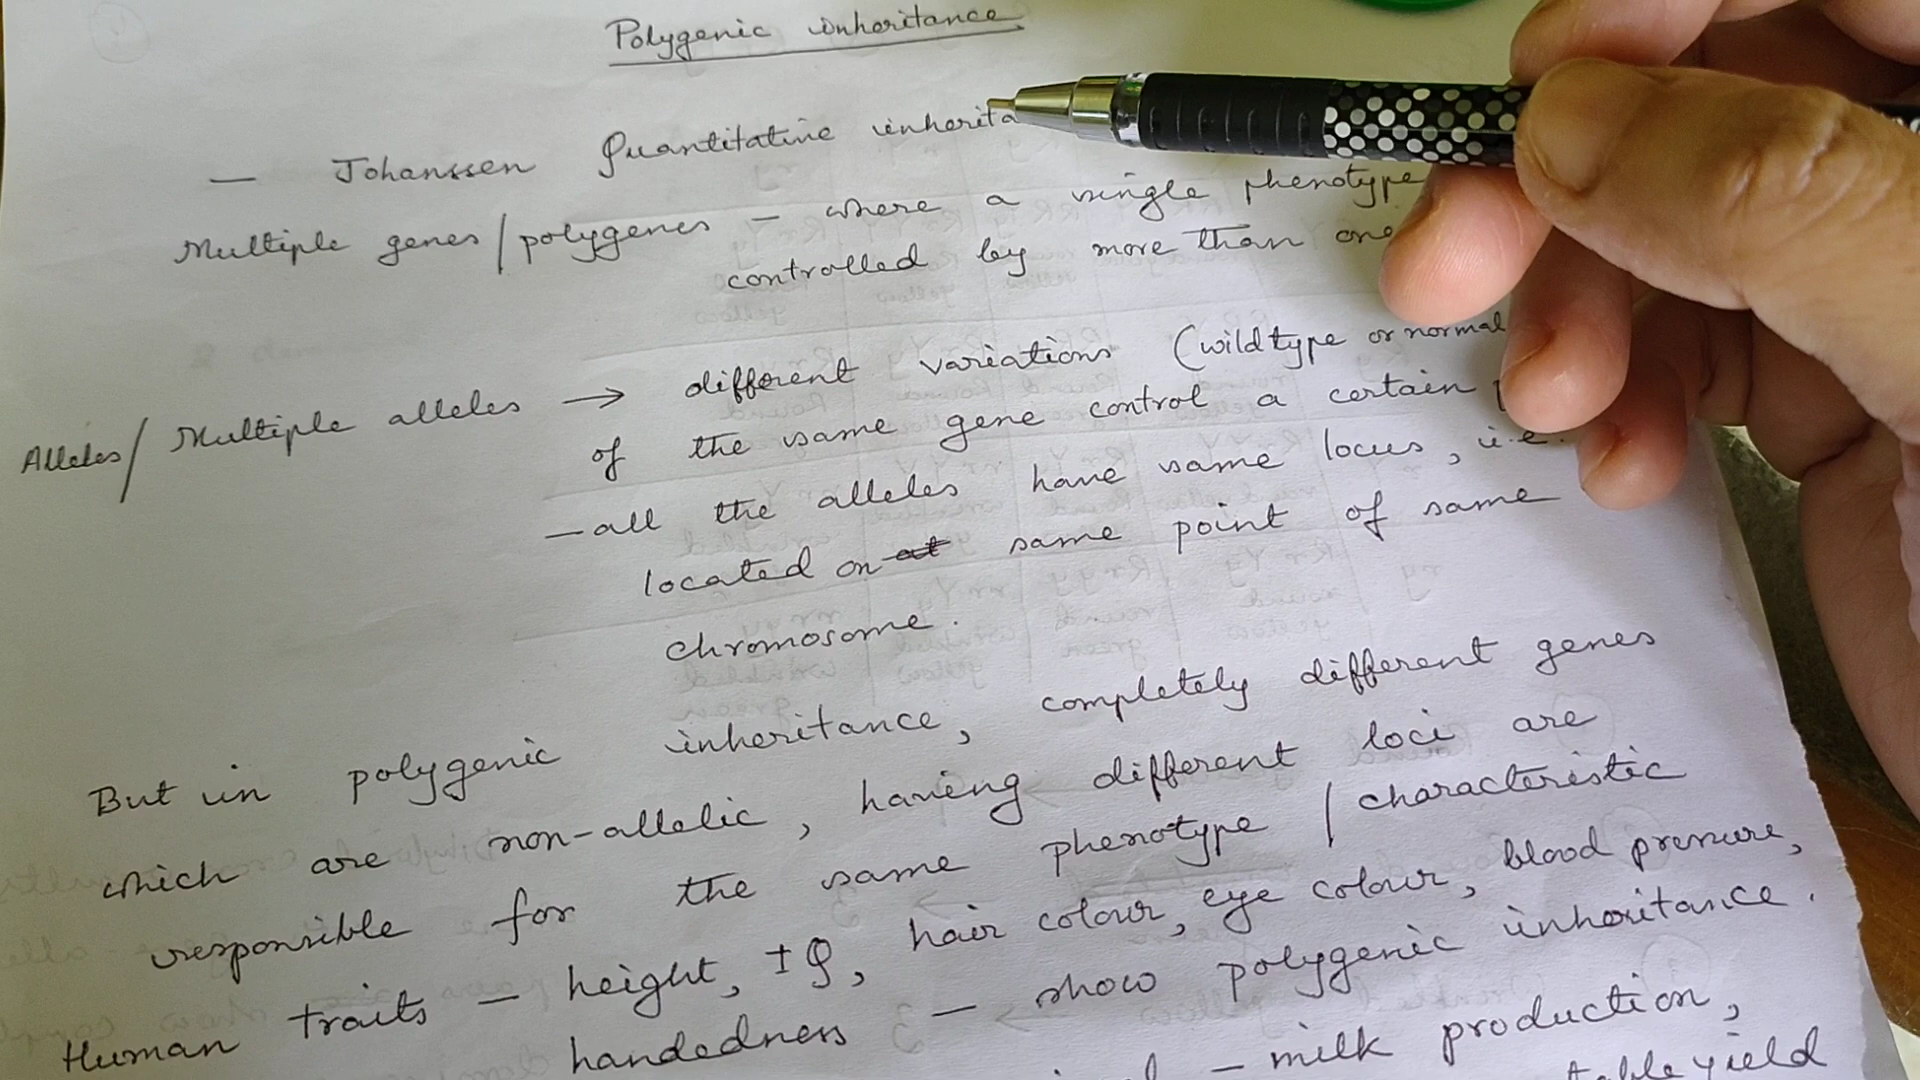 Polygenic inheritance
— Johanssen Quantitative inherita
Multiple genes/polygenes — where a single phenotype
controlled by more than one
Alleles/Multiple alleles → different variations (wild type or normal
of the same gene control a certain
— all the alleles have same locus, i.e.
located on at same point of same
chromosome.
But in polygenic inheritance, completely different genes
which are non-allelic, having different loci are
responsible for the same phenotype / characteristic
Human traits — height, IQ, hair colour, eye colour, blood pressure,
handedness — show polygenic inheritance.
— milk production,
yield